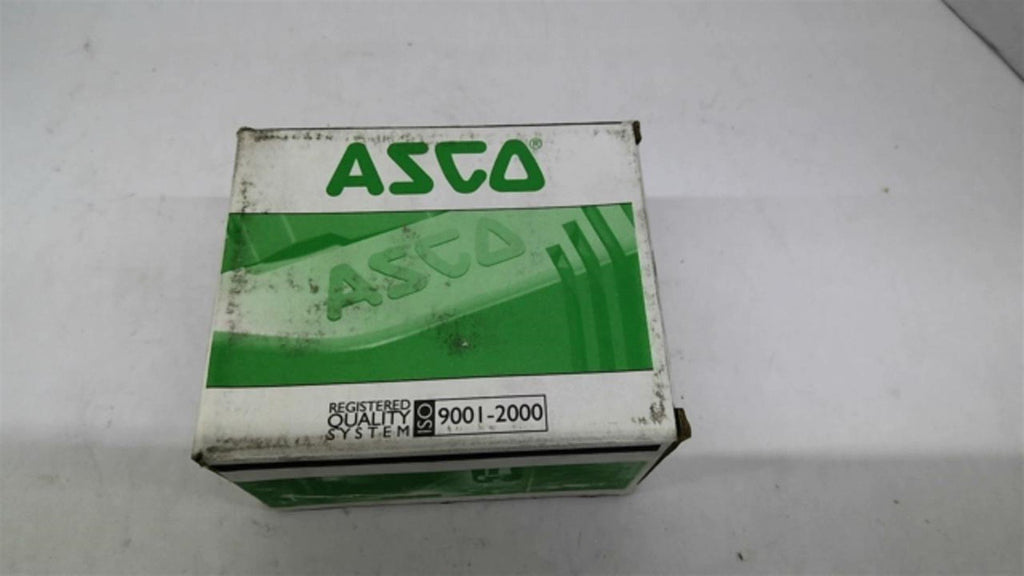 ASCO®
ASCO
REGISTERED
QUALITY
SYSTEM
ISO 9001-2000